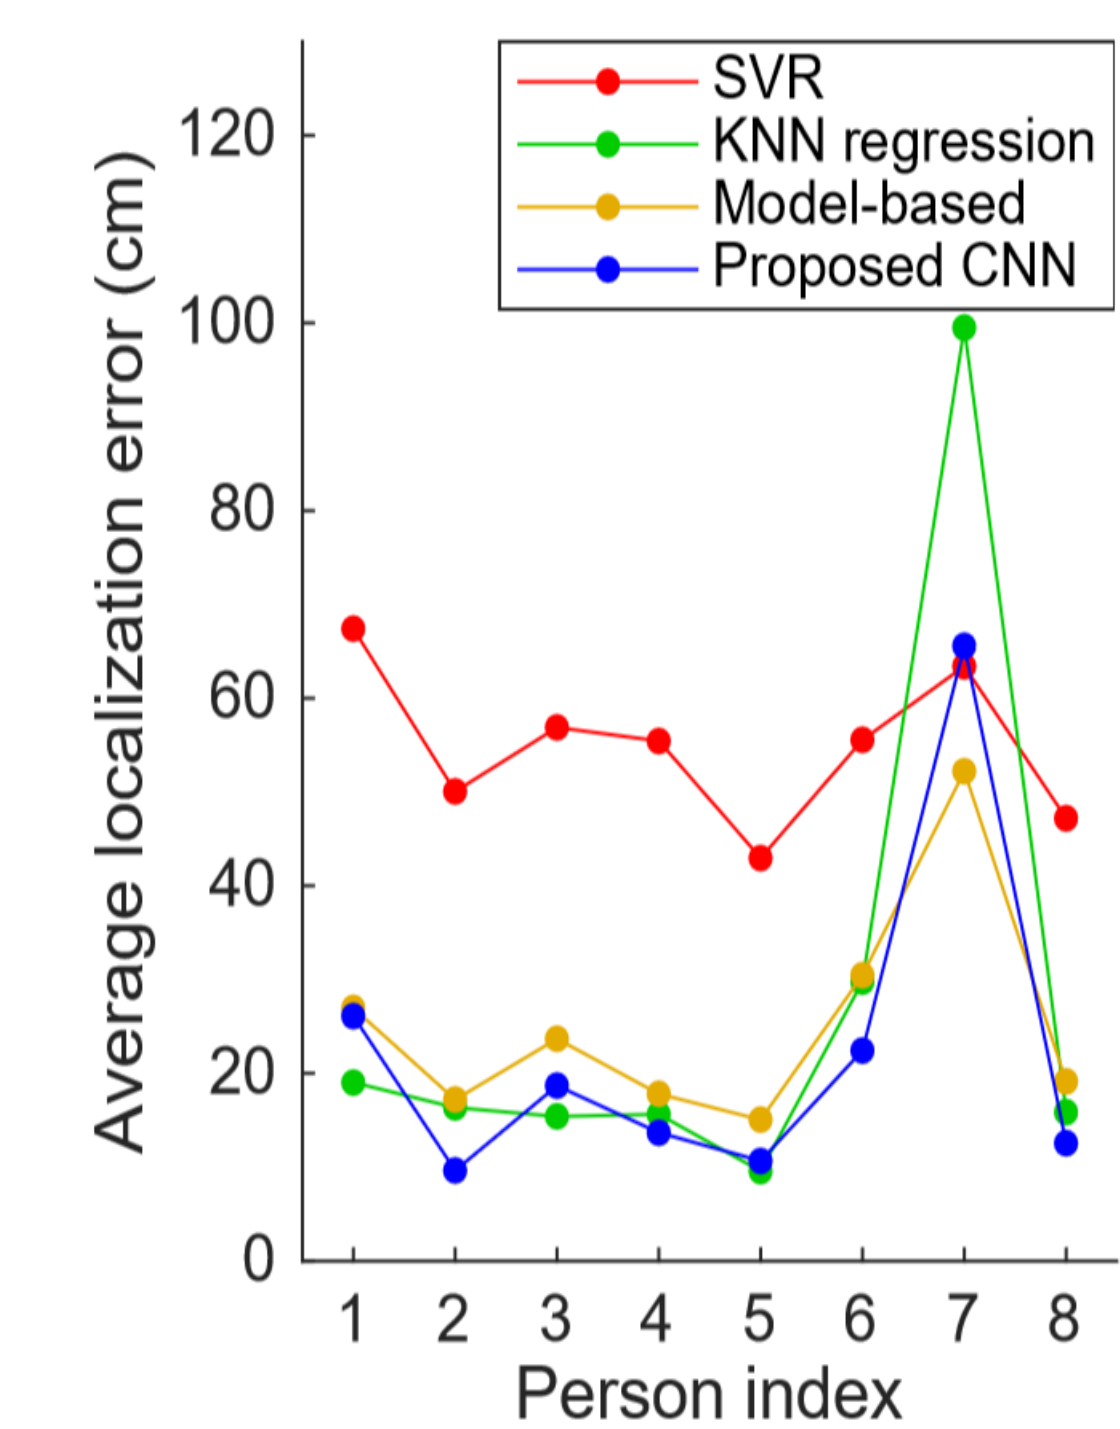 SVR
KNN regression
Model-based
Proposed CNN
120
100
80
60
40
20
0
Average localization error (cm)
1 2 3 4 5 6 7 8
Person index